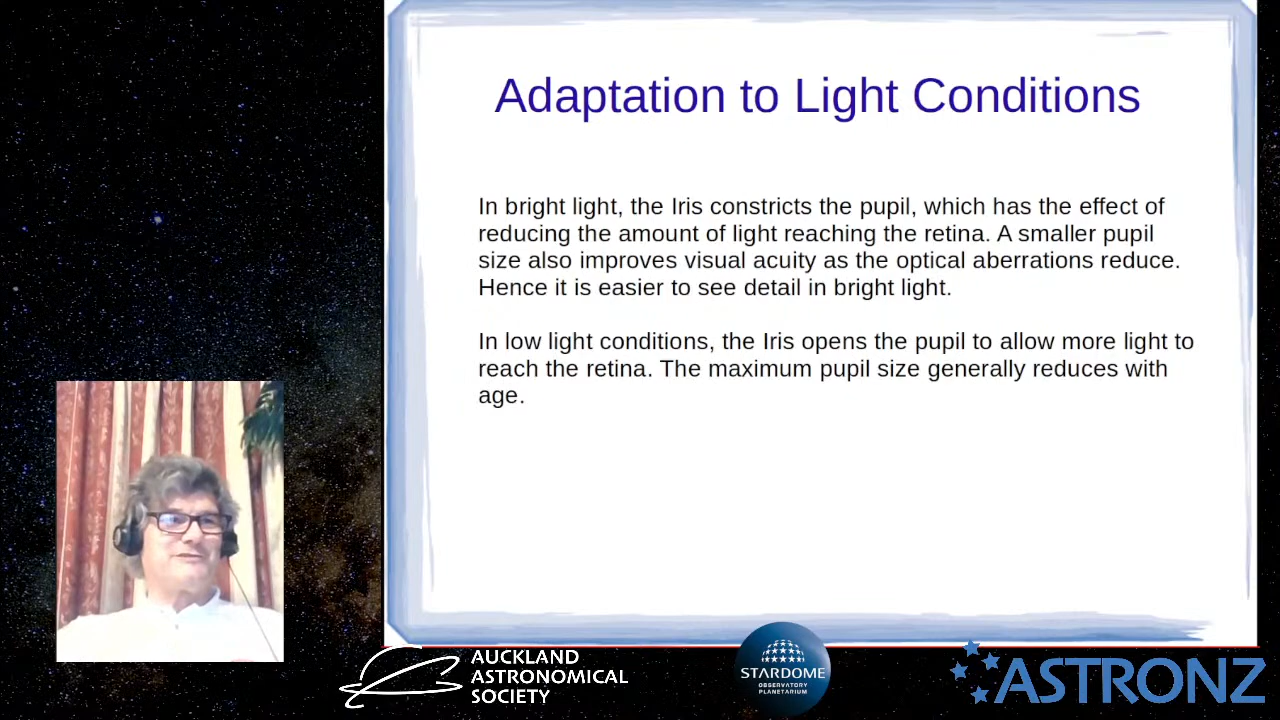 Adaptation to Light Conditions
In bright light, the Iris constricts the pupil, which has the effect of
reducing the amount of light reaching the retina. A smaller pupil
size also improves visual acuity as the optical aberrations reduce.
Hence it is easier to see detail in bright light.
In low light conditions, the Iris opens the pupil to allow more light to
reach the retina. The maximum pupil size generally reduces with
age.
AUCKLAND
ASTRONOMICAL
SOCIETY
STARDOME
OBSERVATORY
PLANETARIUM
ASTRONZ